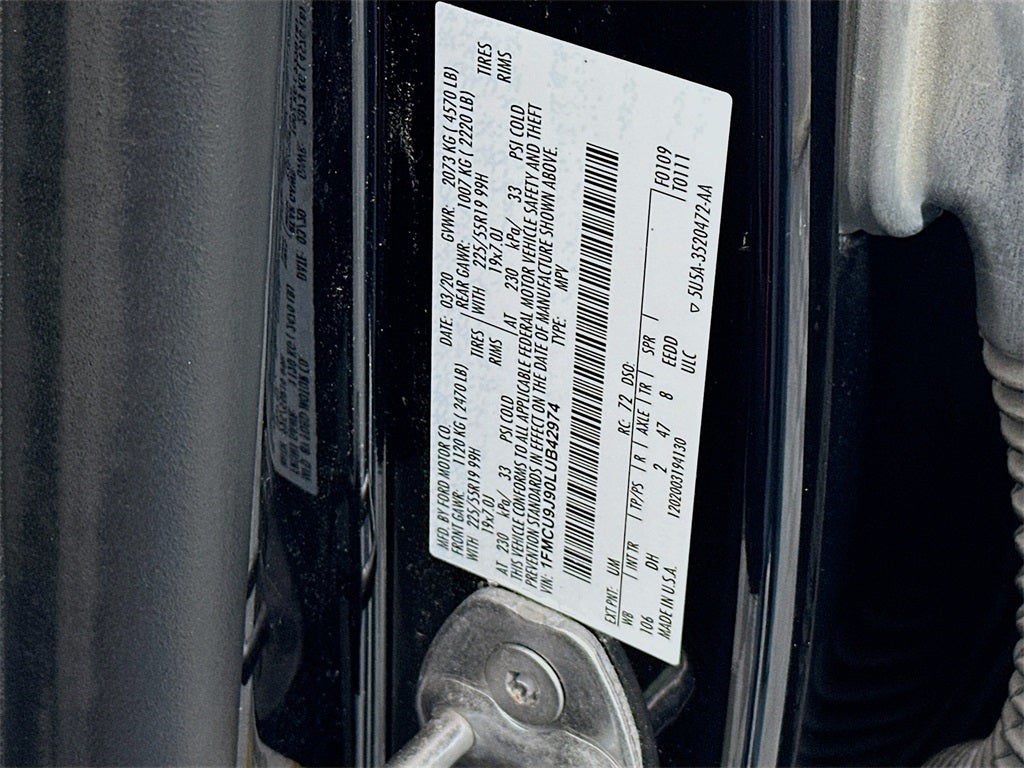 MFD. BY FORD MOTOR CO.
DATE: 03/20 GVWR: 2073 KG ( 4570 LB)
FRONT GAWR: 1120 KG ( 2470 LB)
REAR GAWR: 1007 KG ( 2220 LB)
WITH 225/55R19 99H TIRES
WITH 225/55R19 99H TIRES
19x7.0J RIMS
19x7.0J RIMS
AT 230 kPa/ 33 PSI COLD
AT 230 kPa/ 33 PSI COLD
THIS VEHICLE CONFORMS TO ALL APPLICABLE FEDERAL MOTOR VEHICLE SAFETY AND THEFT
PREVENTION STANDARDS IN EFFECT ON THE DATE OF MANUFACTURE SHOWN ABOVE.
VIN: 1FMCU9J90LUB42974
TYPE: MPV
EXT PNT: UM RC: 72 DSO: F0109
WB INT TR TP/PS R AXLE TR SPR T0111
106 DH 2 47 8 EEDD
MADE IN U.S.A. 120200319M130 ULC
▽ 5U5A-3520472-AA